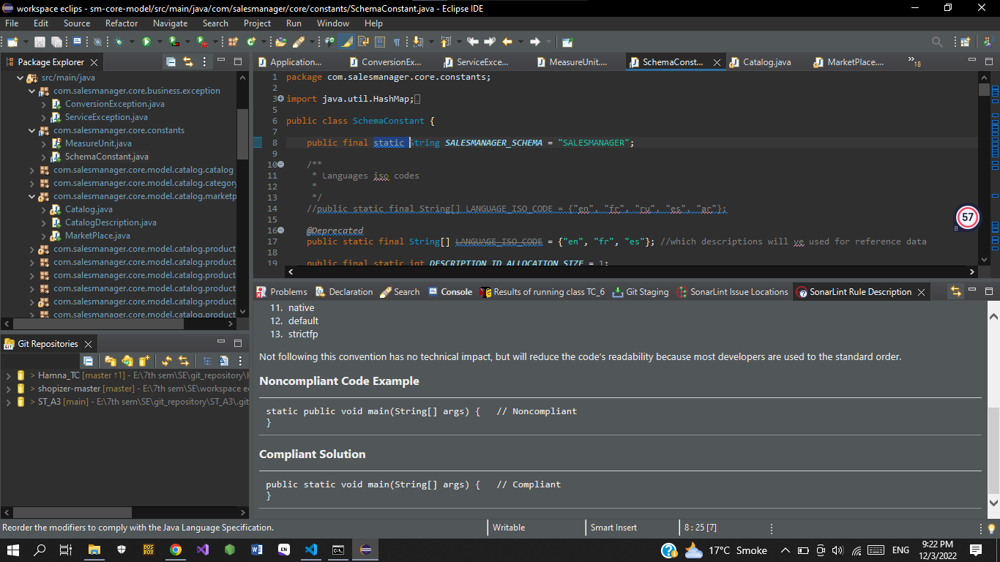 workspace eclips - sm-core-model/src/main/java/com/salesmanager/core/constants/SchemaConstant.java - Eclipse IDE
File Edit Source Refactor Navigate Search Project Run Window Help
Package Explorer
src/main/java
com.salesmanager.core.business.exception
ConversionException.java
ServiceException.java
com.salesmanager.core.constants
MeasureUnit.java
SchemaConstant.java
com.salesmanager.core.model.catalog.catalog
com.salesmanager.core.model.catalog.category
com.salesmanager.core.model.catalog.marketp
Catalog.java
CatalogDescription.java
MarketPlace.java
com.salesmanager.core.model.catalog.product
com.salesmanager.core.model.catalog.product
com.salesmanager.core.model.catalog.product
com.salesmanager.core.model.catalog.product
com.salesmanager.core.model.catalog.product
com.salesmanager.core.model.catalog.product
Git Repositories
> Hamna_TC [master ↑1] - E:\7th sem\SE\git_repository\
> shopizer-master [master] - E:\7th sem\SE\workspace e
> ST_A3 [main] - E:\7th sem\SE\git_repository\ST_A3\.git
Application... ConversionEx... ServiceExce... MeasureUnit.... SchemaConst... Catalog.java MarketPlace.... »18
1 package com.salesmanager.core.constants;
2
3 import java.util.HashMap;
5
6 public class SchemaConstant {
7
8 public final static String SALESMANAGER_SCHEMA = "SALESMANAGER";
9
10 /**
11 * Languages iso codes
12 *
13 */
14 //public static final String[] LANGUAGE_ISO_CODE = {"en", "fr", "ru", "es", "ar"};
15
16 @Deprecated
17 public static final String[] LANGUAGE_ISO_CODE = {"en", "fr", "es"}; //which descriptions will ve used for reference data
18
19 public final static int DESCRIPTION_ID_ALLOCATION_SIZE = 1;
57
Problems Declaration Search Console Results of running class TC_6 Git Staging SonarLint Issue Locations SonarLint Rule Description
11. native
12. default
13. strictfp
Not following this convention has no technical impact, but will reduce the code's readability because most developers are used to the standard order.
Noncompliant Code Example
static public void main(String[] args) { // Noncompliant
}
Compliant Solution
public static void main(String[] args) { // Compliant
}
Reorder the modifiers to comply with the Java Language Specification. Writable Smart Insert 8 : 25 [7]
17°C Smoke ENG 9:22 PM
12/3/2022